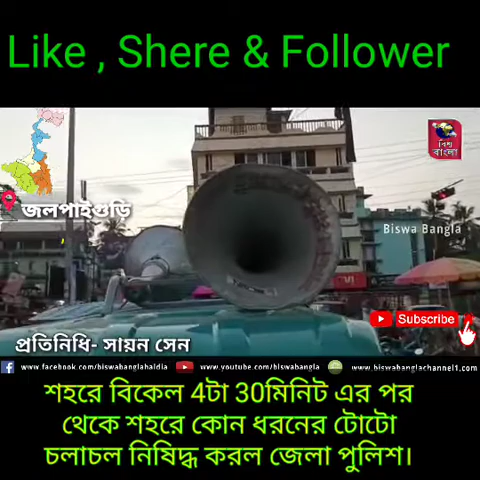 Like , Shere & Follower
বিশ্ব
বাংলা
জলপাইগুড়ি
Biswa Bangla
Subscribe
প্রতিনিধি- সায়ন সেন
www.facebook.com/biswabanglahaldia
www.youtube.com/biswabangla
www.biswabanglachannel1.com
শহরে বিকেল 4টা 30মিনিট এর পর
থেকে শহরে কোন ধরনের টোটো
চলাচল নিষিদ্ধ করল জেলা পুলিশ।